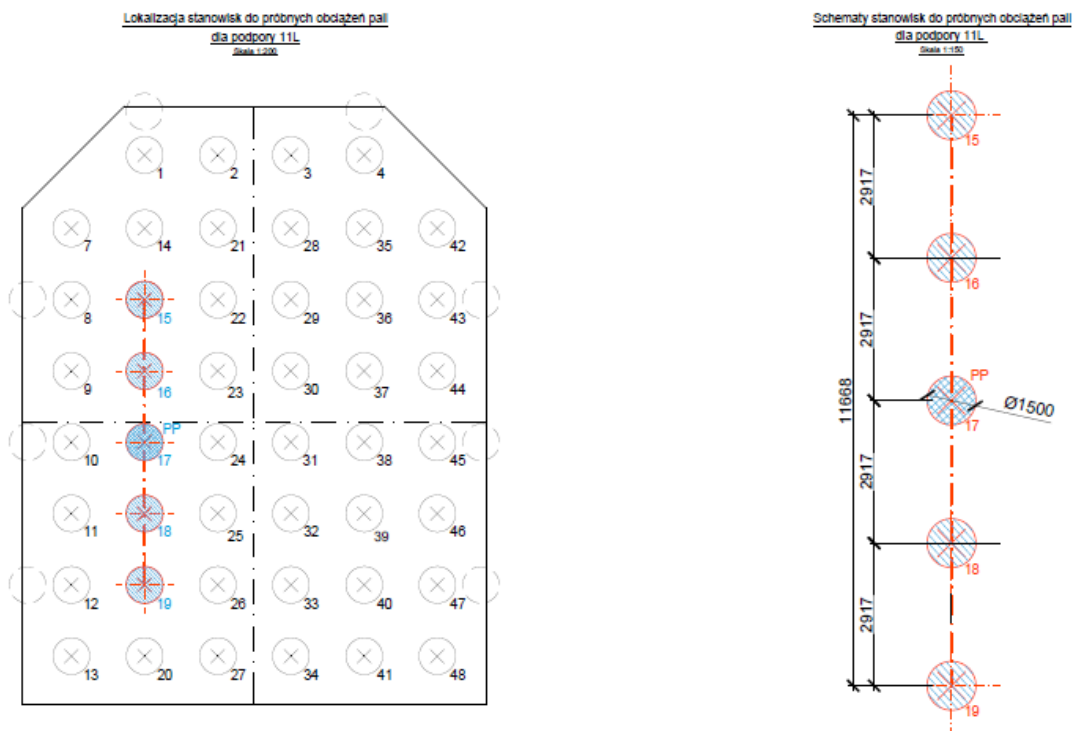 Lokalizacja stanowisk do próbnych obciążeń pali
dla podpory 11L
Skala 1:200
1 2 3 4
7 14 21 28 35 42
8 15 22 29 36 43
9 16 23 30 37 44
PP
10 17 24 31 38 45
11 18 25 32 39 46
12 19 26 33 40 47
13 20 27 34 41 48
Schematy stanowisk do próbnych obciążeń pali
dla podpory 11L
Skala 1:150
15
2917
16
2917
11668
PP
Ø1500
17
2917
18
2917
19